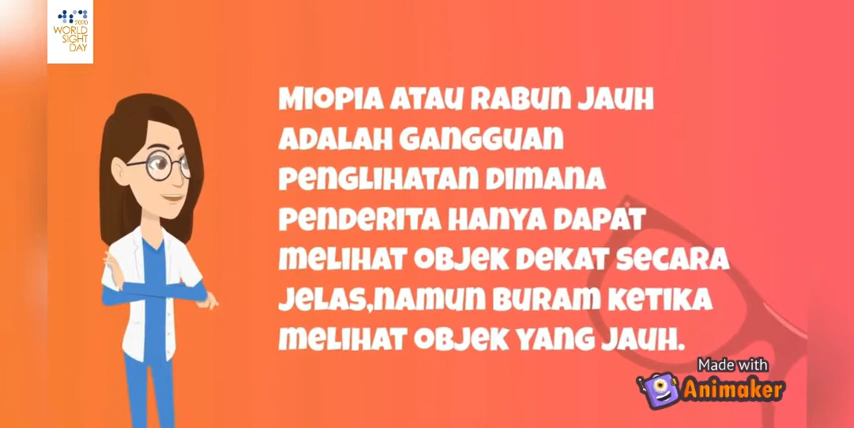 2020
WORLD
SIGHT
DAY
MIOPIA ATAU RABUN JAUH
ADALAH GANGGUAN
PENGLIHATAN DIMANA
PENDERITA HANYA DAPAT
MELIHAT OBJEK DEKAT SECARA
JELAS,NAMUN BURAM KETIKA
MELIHAT OBJEK YANG JAUH.
Made with
Animaker